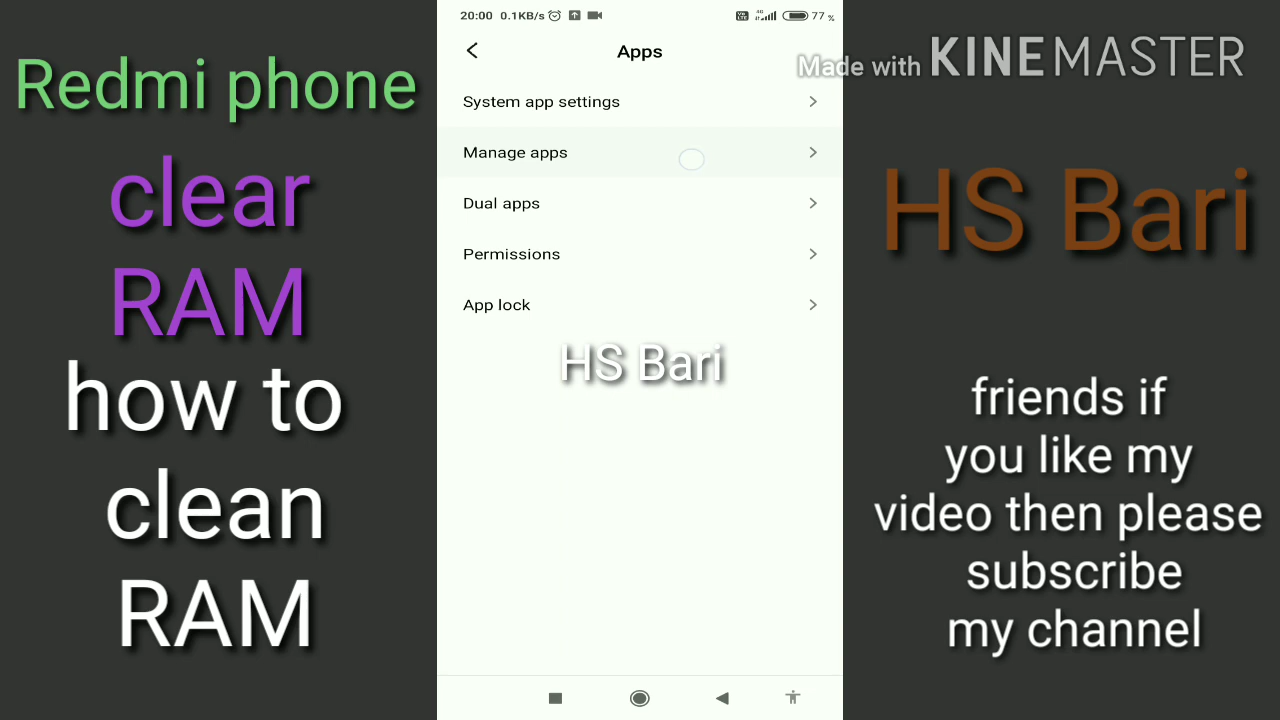 Redmi phone
clear
RAM
how to
clean
RAM
20:00 0.1KB/s
4G
77 %
Apps
System app settings
Manage apps
Dual apps
Permissions
App lock
HS Bari
Made with KINEMASTER
HS Bari
friends if
you like my
video then please
subscribe
my channel